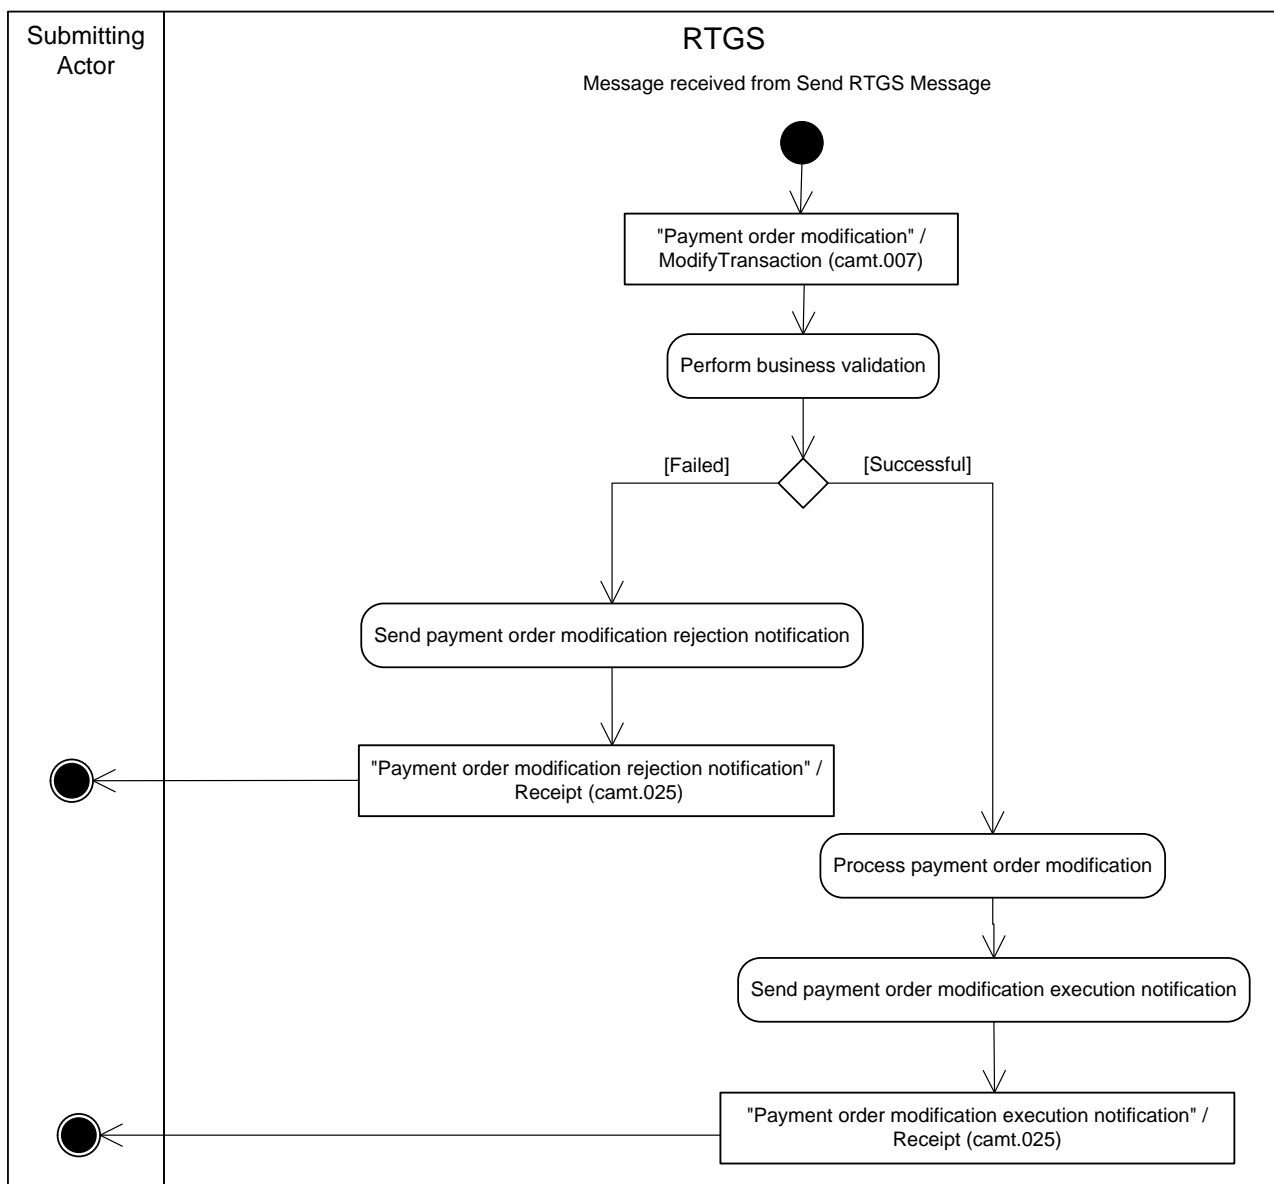 Submitting
Actor
RTGS
Message received from Send RTGS Message
"Payment order modification" /
ModifyTransaction (camt.007)
Perform business validation
[Failed]
[Successful]
Send payment order modification rejection notification
"Payment order modification rejection notification" /
Receipt (camt.025)
Process payment order modification
Send payment order modification execution notification
"Payment order modification execution notification" /
Receipt (camt.025)